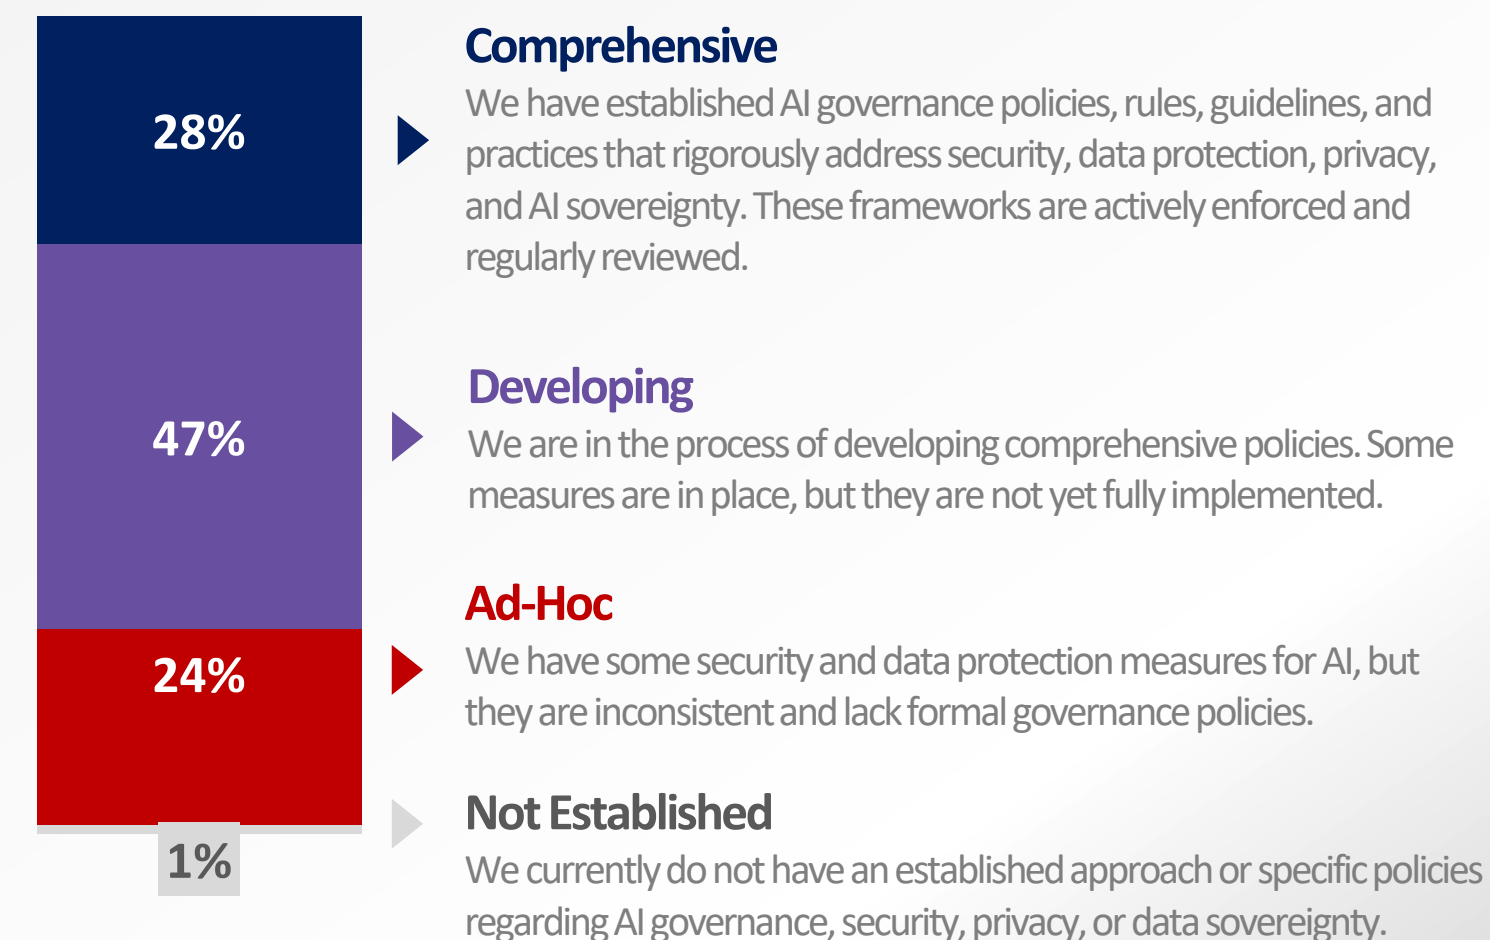 28%
Comprehensive
We have established AI governance policies, rules, guidelines, and
practices that rigorously address security, data protection, privacy,
and AI sovereignty. These frameworks are actively enforced and
regularly reviewed.
47%
Developing
We are in the process of developing comprehensive policies. Some
measures are in place, but they are not yet fully implemented.
24%
Ad-Hoc
We have some security and data protection measures for AI, but
they are inconsistent and lack formal governance policies.
1%
Not Established
We currently do not have an established approach or specific policies
regarding AI governance, security, privacy, or data sovereignty.